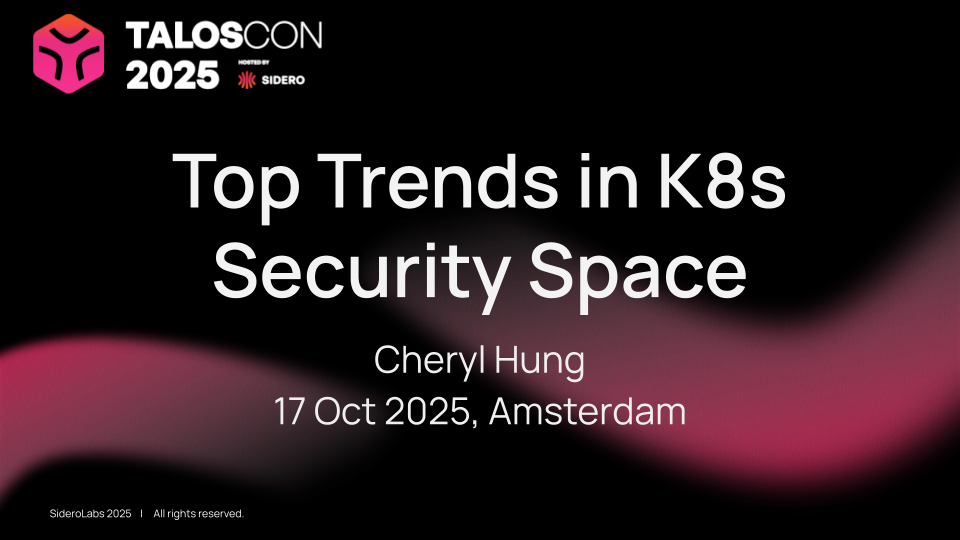 TALOSCON
2025
HOSTED BY
SIDERO
Top Trends in K8s
Security Space
Cheryl Hung
17 Oct 2025, Amsterdam
SideroLabs 2025 | All rights reserved.